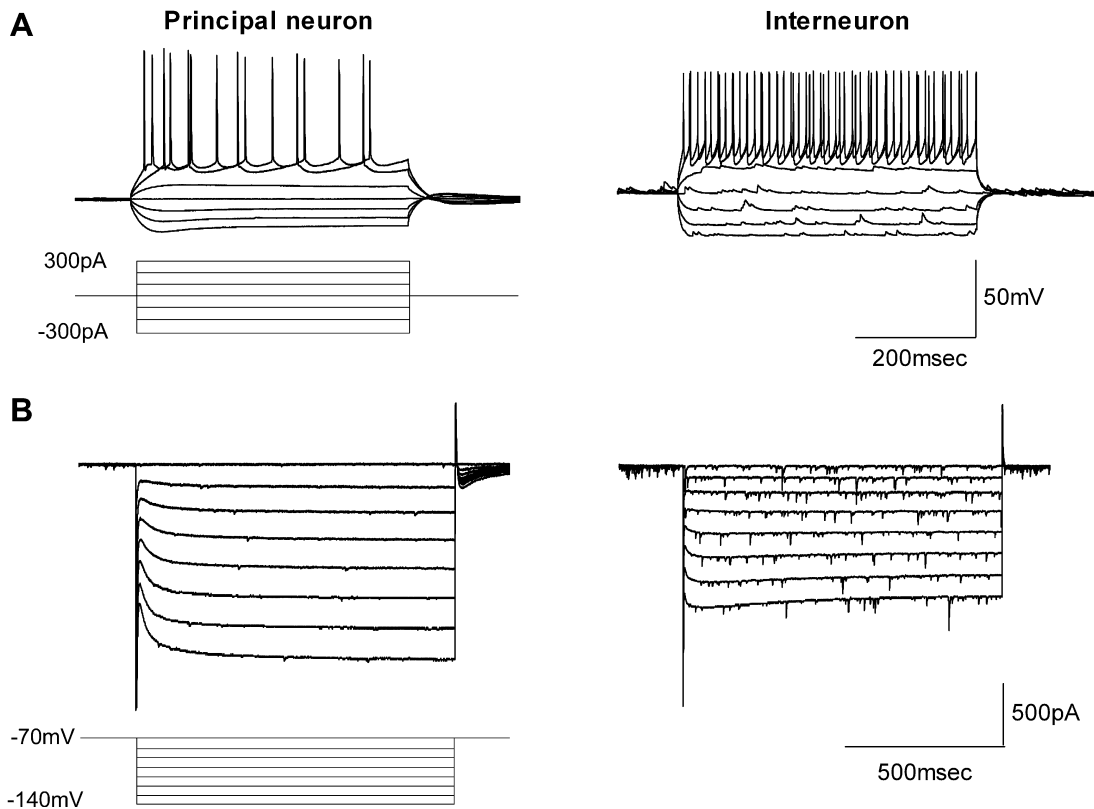 A
Principal neuron
Interneuron
300pA
-300pA
50mV
200msec
B
-70mV
-140mV
500pA
500msec